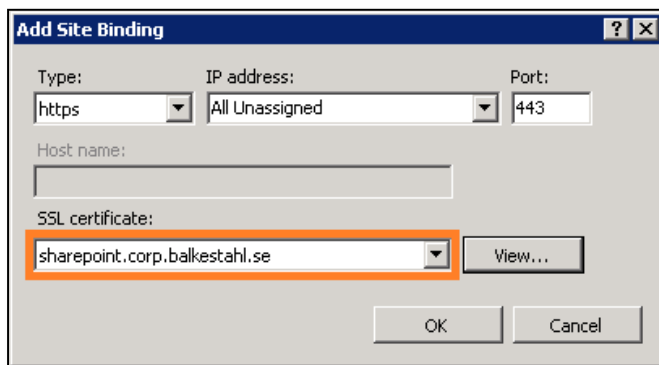 Add Site Binding
Type: IP address: Port:
https All Unassigned 443
Host name:
SSL certificate:
sharepoint.corp.balkestahl.se View...
OK Cancel